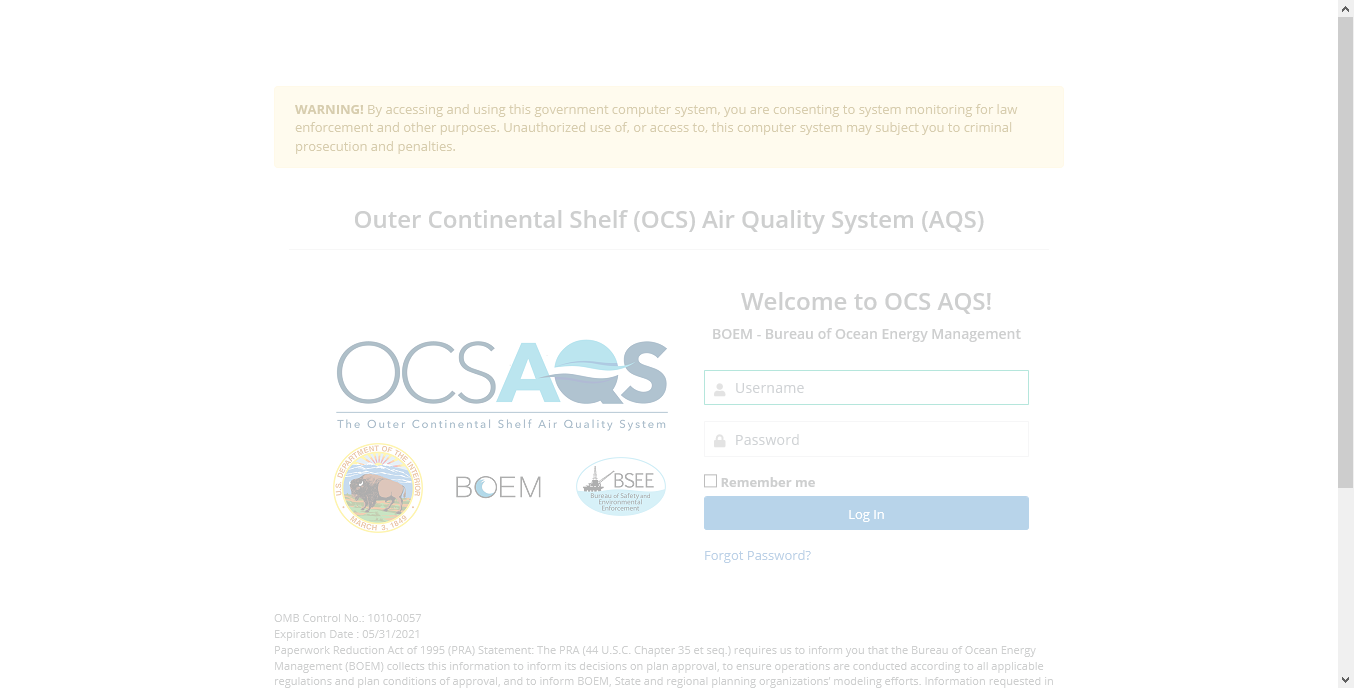 WARNING! By accessing and using this government computer system, you are consenting to system monitoring for law
enforcement and other purposes. Unauthorized use of, or access to, this computer system may subject you to criminal
prosecution and penalties.
Outer Continental Shelf (OCS) Air Quality System (AQS)
OCSAQS
The Outer Continental Shelf Air Quality System
U.S. DEPARTMENT OF THE INTERIOR
MARCH 3, 1849
BOEM
BSEE
Bureau of Safety and
Environmental
Enforcement
Welcome to OCS AQS!
BOEM - Bureau of Ocean Energy Management
Username
Password
Remember me
Log In
Forgot Password?
OMB Control No.: 1010-0057
Expiration Date : 05/31/2021
Paperwork Reduction Act of 1995 (PRA) Statement: The PRA (44 U.S.C. Chapter 35 et seq.) requires us to inform you that the Bureau of Ocean Energy
Management (BOEM) collects this information to inform its decisions on plan approval, to ensure operations are conducted according to all applicable
regulations and plan conditions of approval, and to inform BOEM, State and regional planning organizations' modeling efforts. Information requested in